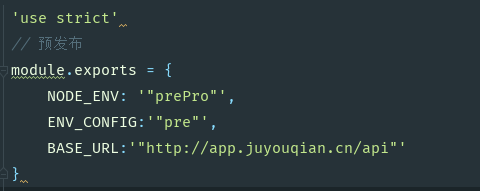 'use strict'
// 预发布
module.exports = {
    NODE_ENV: '"prePro"',
    ENV_CONFIG:'"pre"',
    BASE_URL:'"http://app.juyouqian.cn/api"'
}